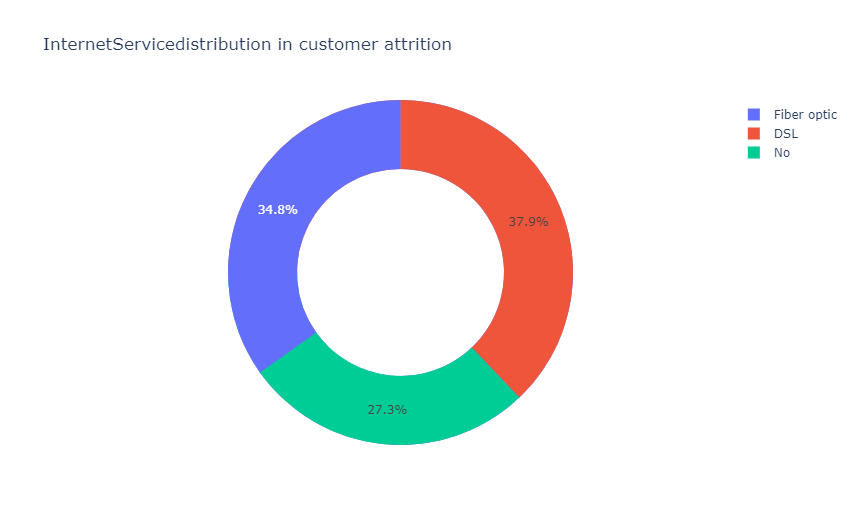 InternetServicedistribution in customer attrition
Fiber optic
DSL
No
34.8%
37.9%
27.3%